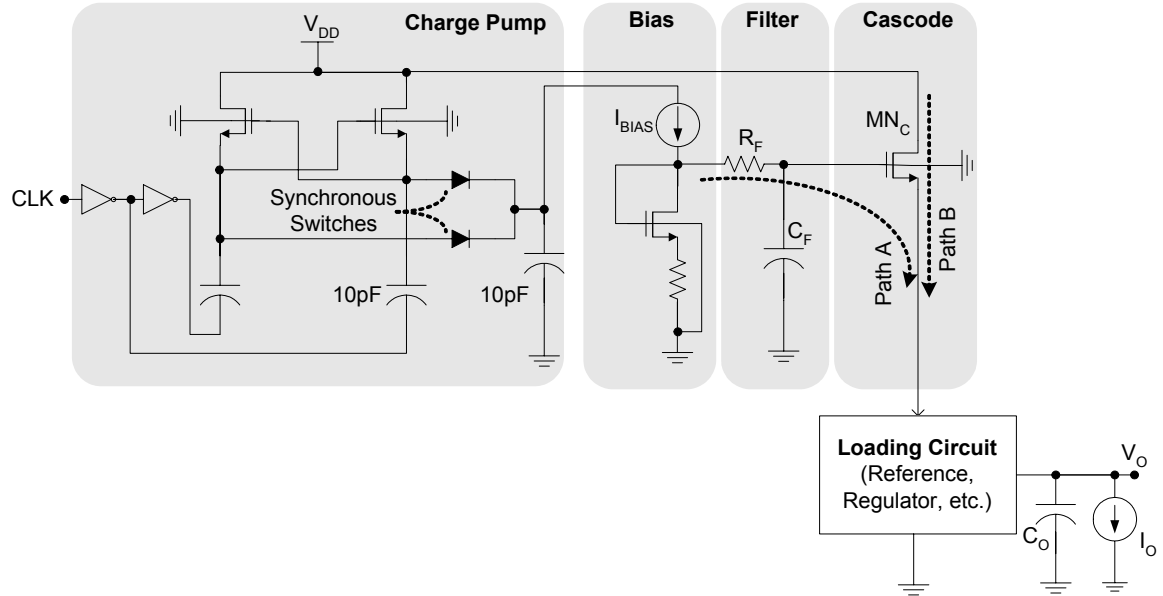 Charge Pump
Bias
Filter
Cascode
V_DD
I_BIAS
R_F
MN_C
CLK
Synchronous
Switches
C_F
Path A
Path B
10pF
10pF
Loading Circuit
(Reference,
Regulator, etc.)
V_O
C_O
I_O